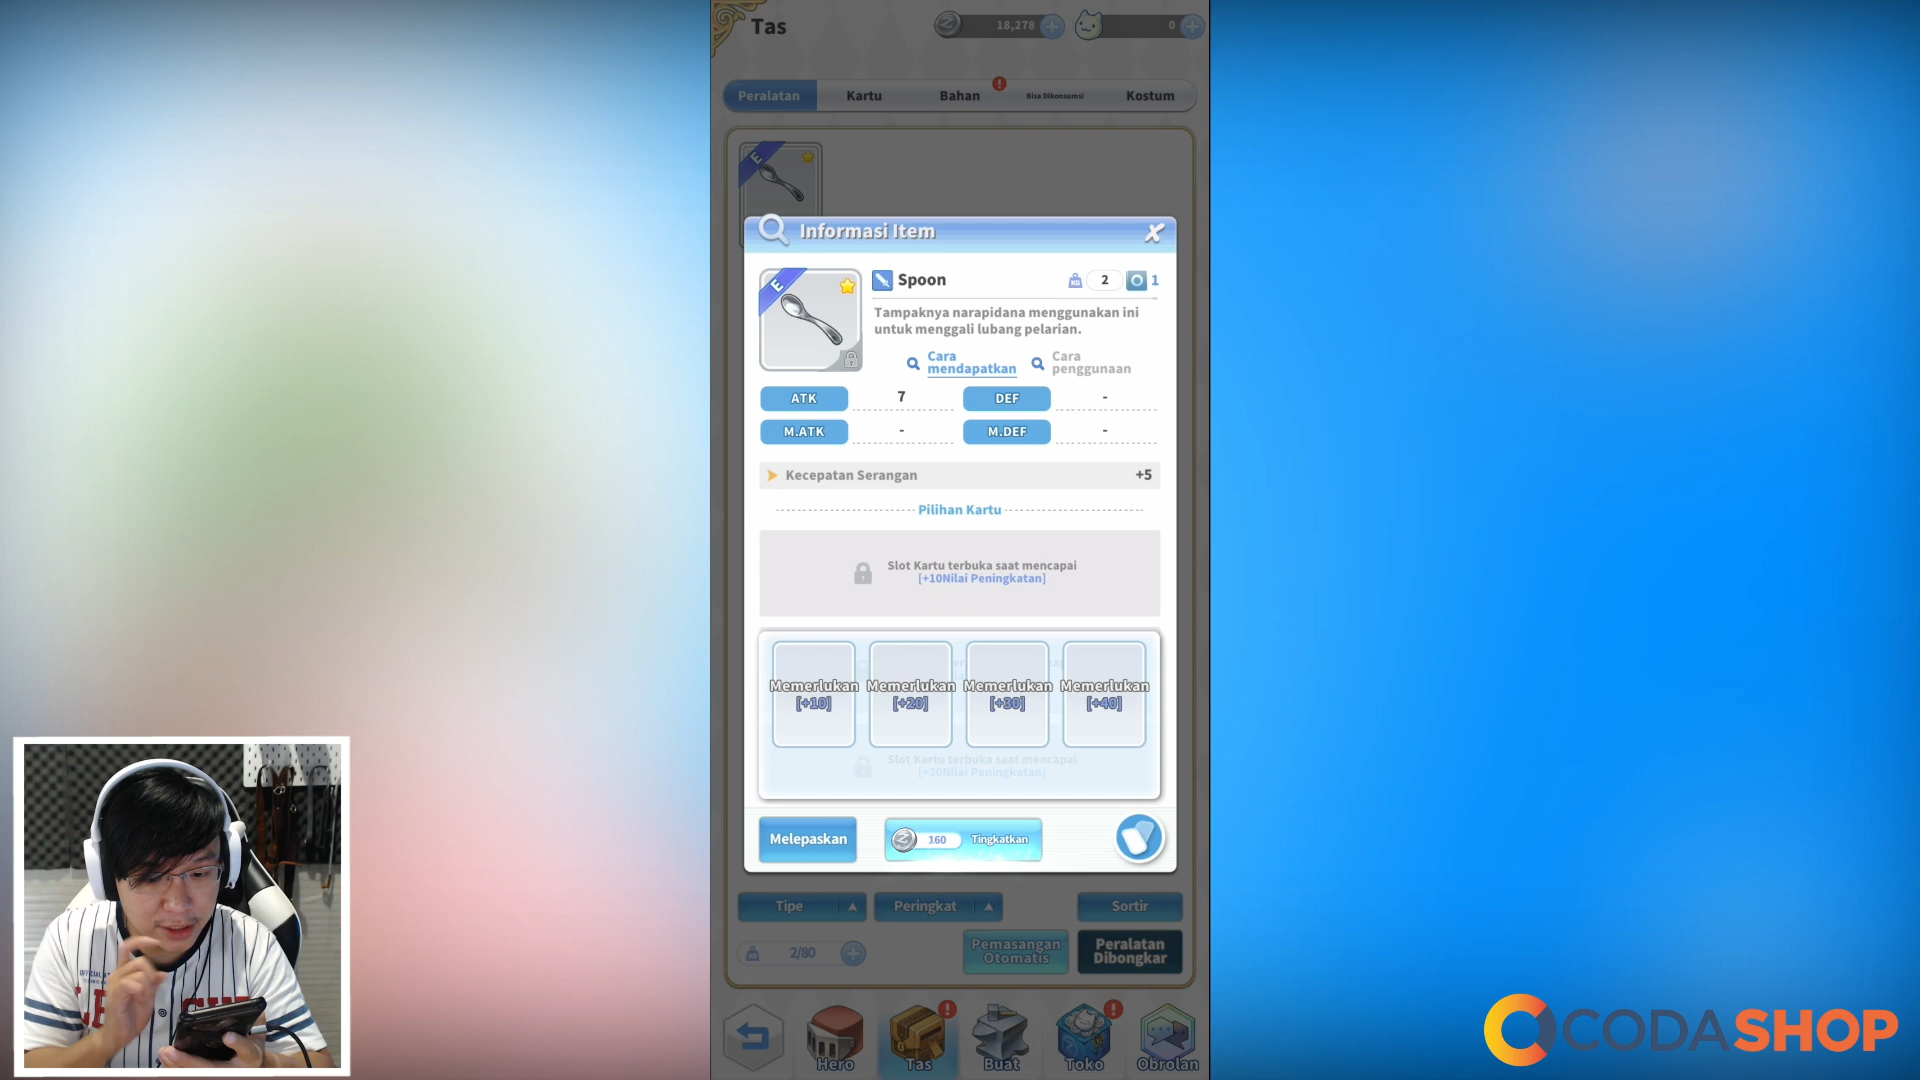 Tas
18,278
0
Peralatan
Kartu
Bahan
Bisa Dikonsumsi
Kostum
E
Informasi Item
E
Spoon
KG
2
1
Tampaknya narapidana menggunakan ini
untuk menggali lubang pelarian.
Cara
mendapatkan
Cara
penggunaan
ATK
7
DEF
-
M.ATK
-
M.DEF
-
Kecepatan Serangan
+5
Pilihan Kartu
Slot Kartu terbuka saat mencapai
[+10Nilai Peningkatan]
Memerlukan
[+10]
Memerlukan
[+20]
Memerlukan
[+30]
Memerlukan
[+40]
Slot Kartu terbuka saat mencapai
[+30Nilai Peningkatan]
Melepaskan
160
Tingkatkan
Tipe
Peringkat
Sortir
2/80
Pemasangan
Otomatis
Peralatan
Dibongkar
Hero
Tas
Buat
Toko
Obrolan
CODASHOP